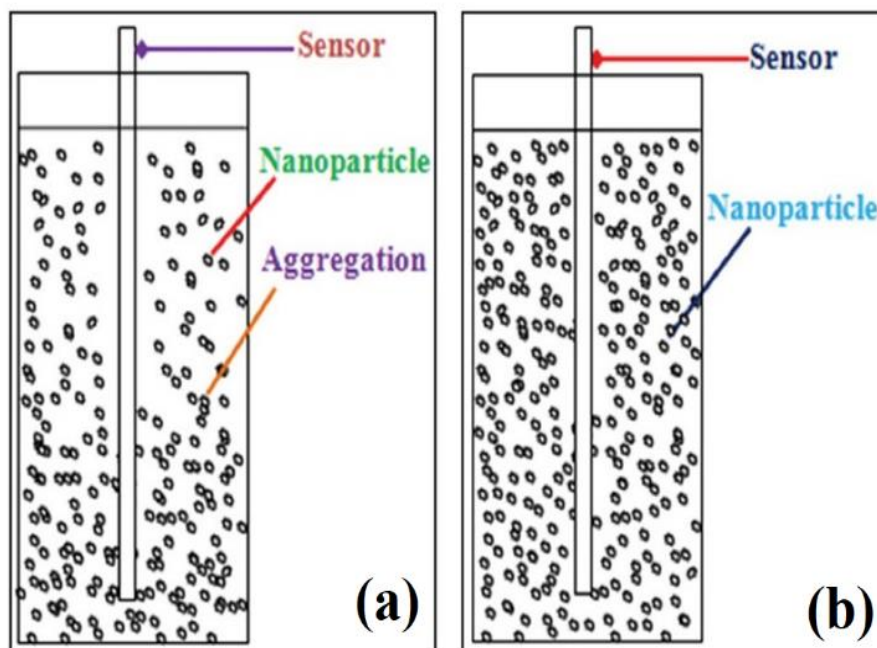 Sensor
Nanoparticle
Aggregation
(a)
Sensor
Nanoparticle
(b)